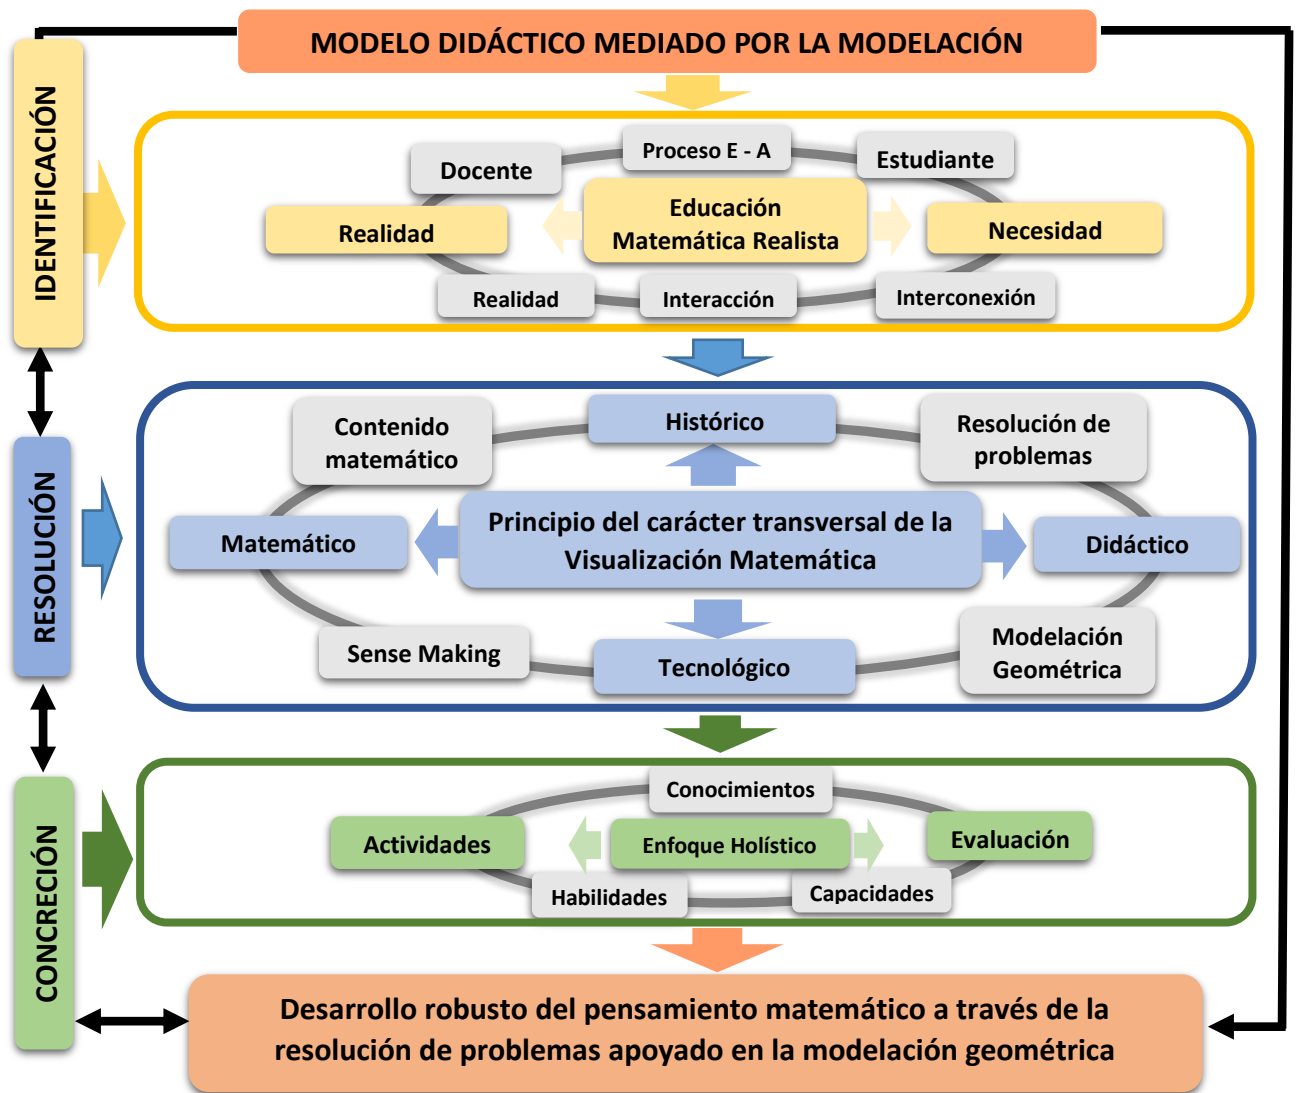 MODELO DIDÁCTICO MEDIADO POR LA MODELACIÓN
IDENTIFICACIÓN
Docente
Proceso E - A
Estudiante
Realidad
Educación
Matemática Realista
Necesidad
Realidad
Interacción
Interconexión
RESOLUCIÓN
Contenido
matemático
Histórico
Resolución de
problemas
Matemático
Principio del carácter transversal de la
Visualización Matemática
Didáctico
Sense Making
Tecnológico
Modelación
Geométrica
CONCRECIÓN
Conocimientos
Actividades
Enfoque Holístico
Evaluación
Habilidades
Capacidades
Desarrollo robusto del pensamiento matemático a través de la
resolución de problemas apoyado en la modelación geométrica